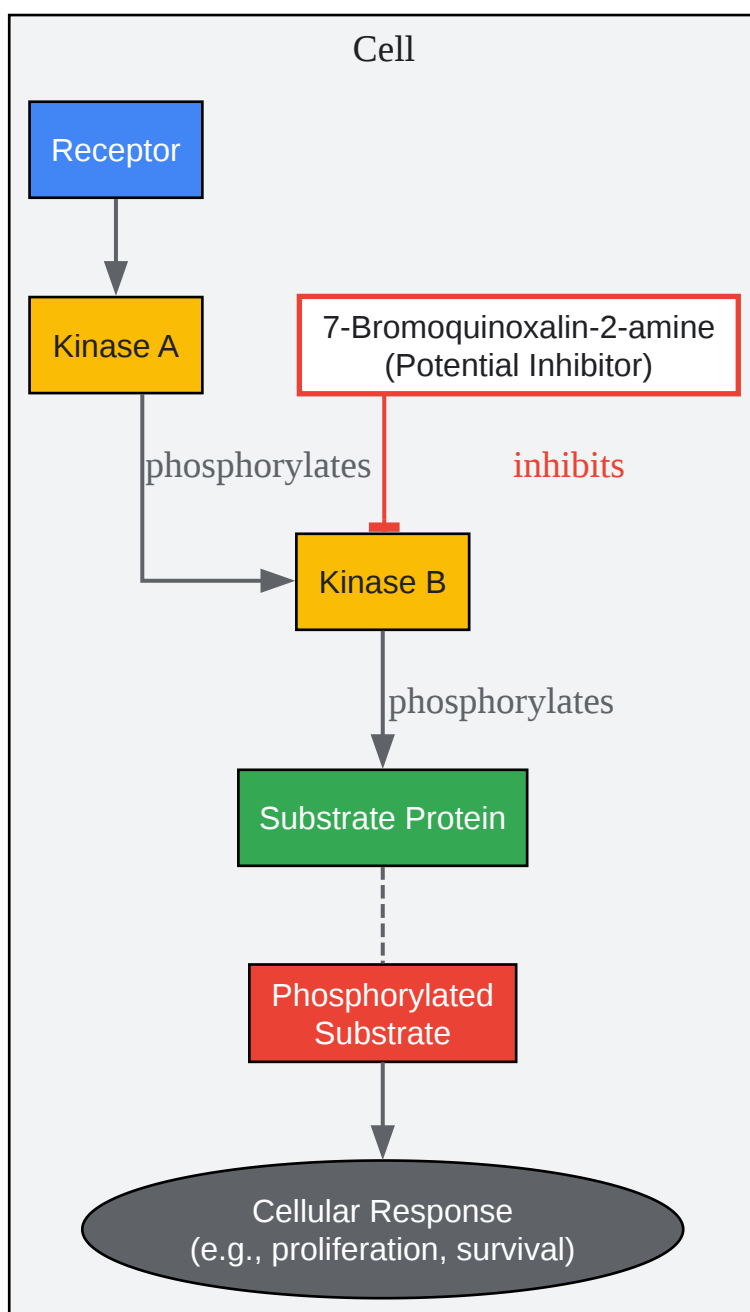 Cell
Receptor
Kinase A
7-Bromoquinoxalin-2-amine
(Potential Inhibitor)
phosphorylates
inhibits
Kinase B
phosphorylates
Substrate Protein
Phosphorylated
Substrate
Cellular Response
(e.g., proliferation, survival)